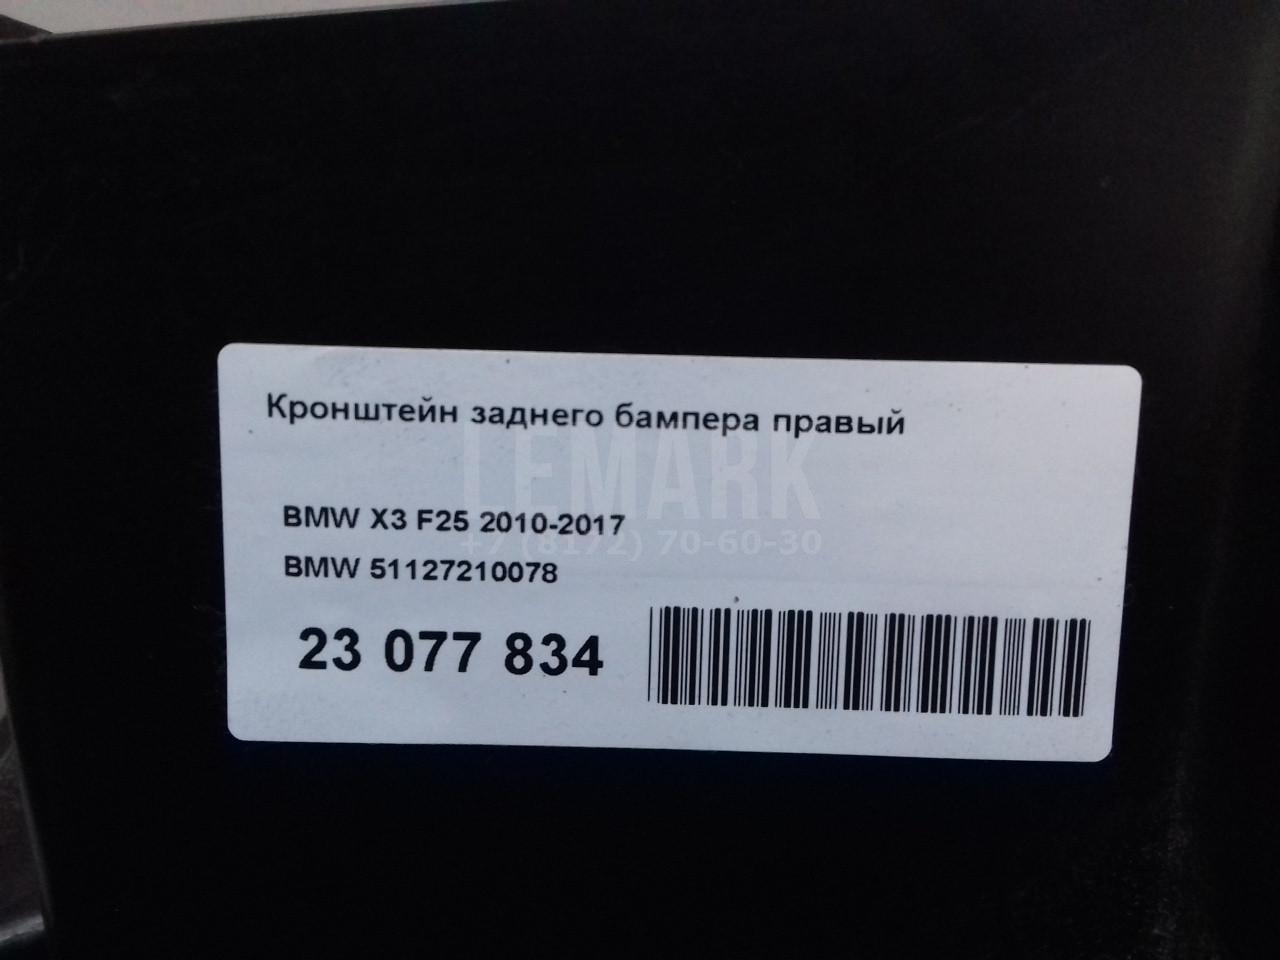 Кронштейн заднего бампера правый
LEMARK
BMW X3 F25 2010-2017
+7 (8172) 70-60-30
BMW 51127210078
23 077 834